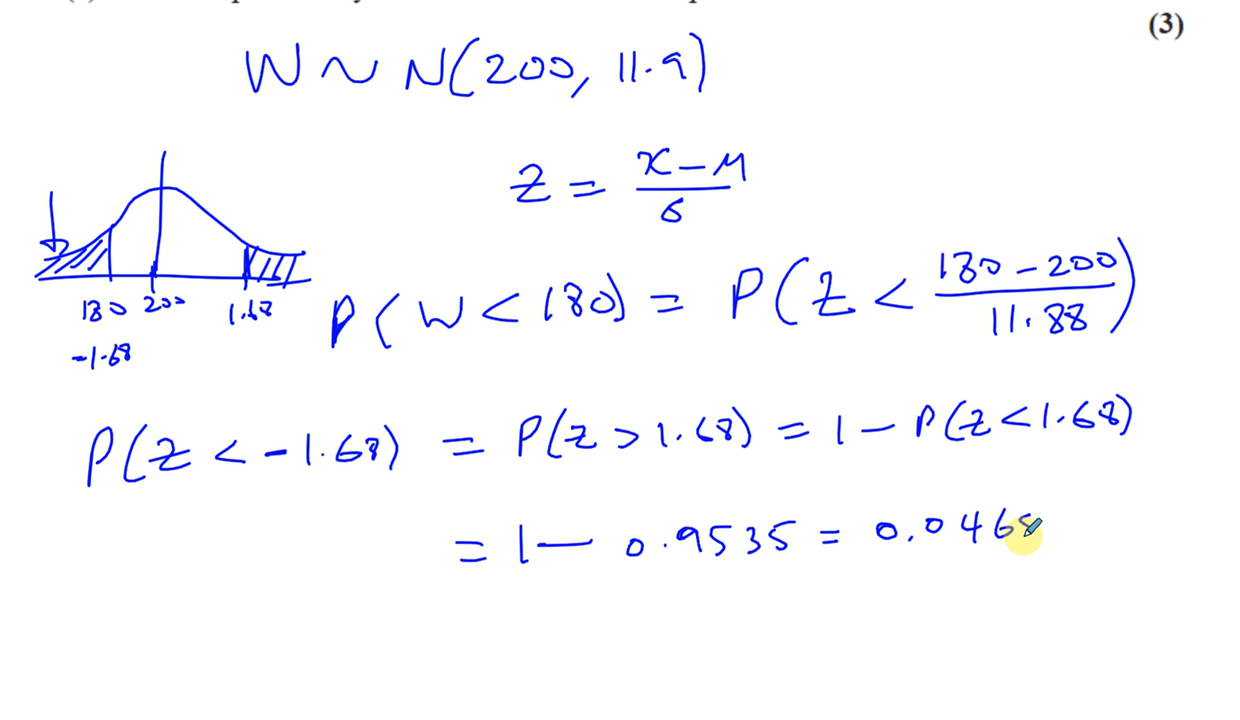 (3)
W ~ N(200, 11.9)
Z = (x - μ) / σ
180 200 1.68
-1.68
P(W < 180) = P(Z < (180 - 200) / 11.88)
P(Z < -1.68) = P(Z > 1.68) = 1 - P(Z < 1.68)
= 1 - 0.9535 = 0.0468